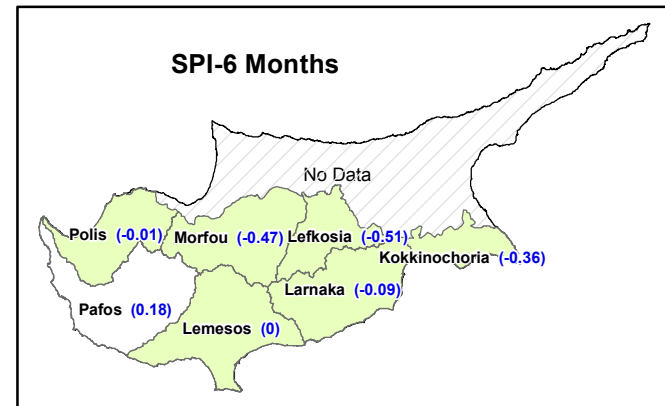 SPI-6 Months
No Data
Polis (-0.01)
Morfou (-0.47)
Lefkosia (-0.51)
Kokkinochoria (-0.36)
Pafos (0.18)
Larnaka (-0.09)
Lemesos (0)